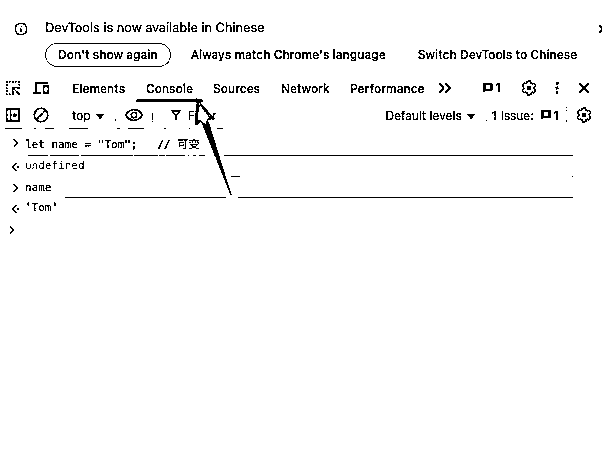 DevTools is now available in Chinese
Don't show again Always match Chrome's language Switch DevTools to Chinese
Elements Console Sources Network Performance 1
top Default levels 1 Issue: 1
let name = "Tom"; // 可变
undefined
name
'Tom'